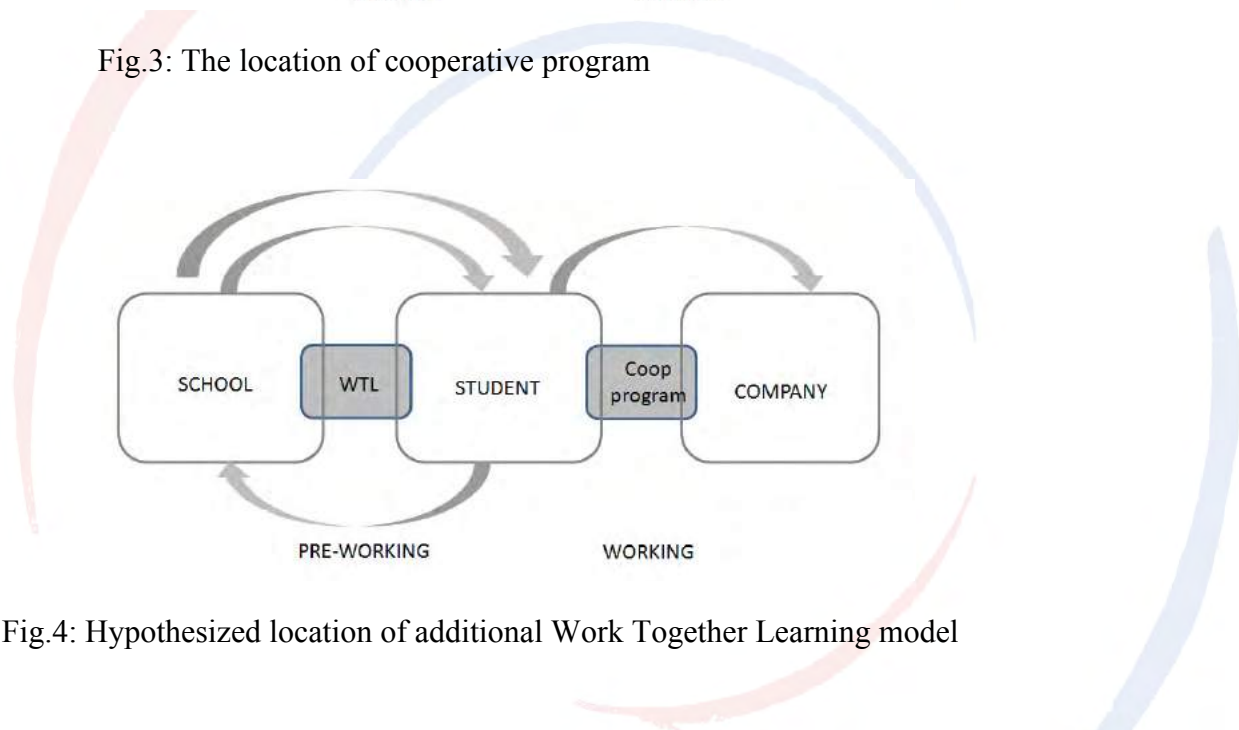 Fig.3: The location of cooperative program
SCHOOL
WTL
STUDENT
Coop
program
COMPANY
PRE-WORKING
WORKING
Fig.4: Hypothesized location of additional Work Together Learning model